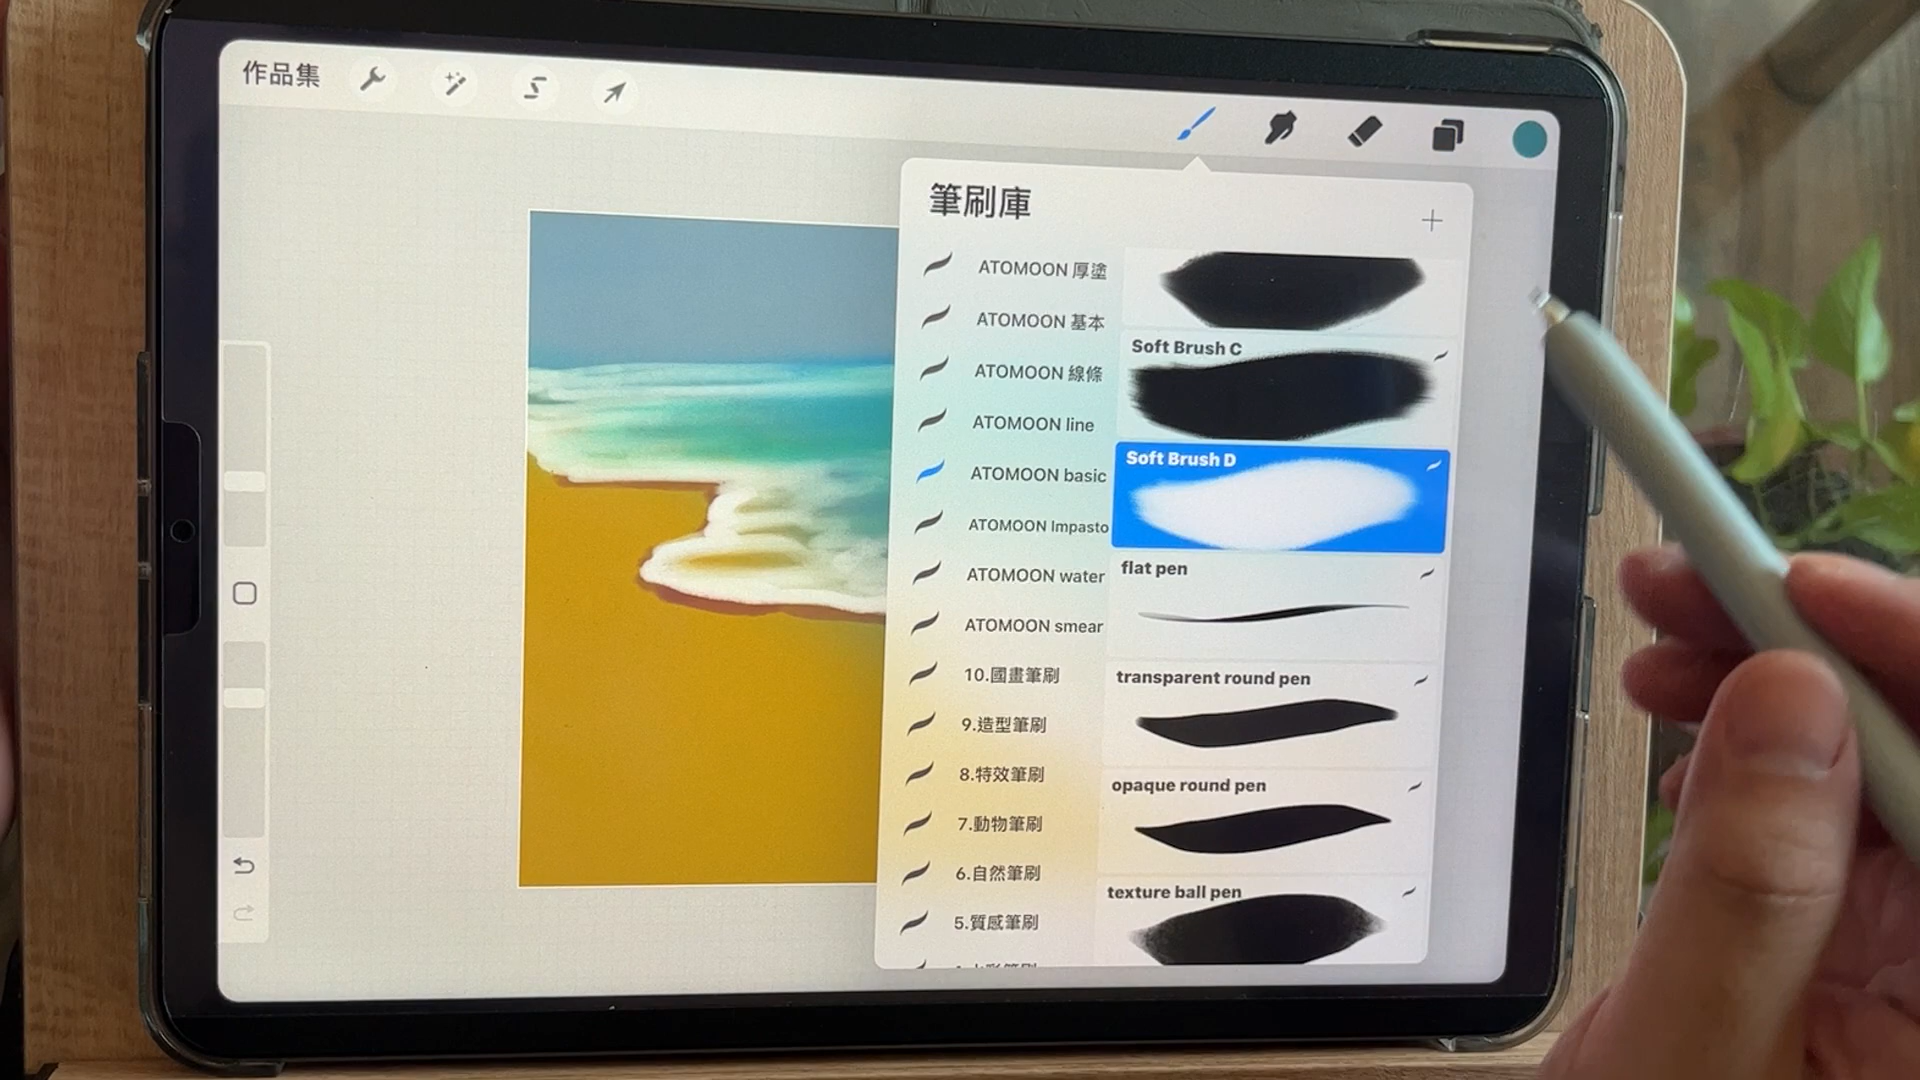 作品集
筆刷庫
ATOMOON 厚塗
ATOMOON 基本
ATOMOON 線條
ATOMOON line
ATOMOON basic
ATOMOON Impasto
ATOMOON water
ATOMOON smear
10.國畫筆刷
9.造型筆刷
8.特效筆刷
7.動物筆刷
6.自然筆刷
5.質感筆刷
Soft Brush C
Soft Brush D
flat pen
transparent round pen
opaque round pen
texture ball pen